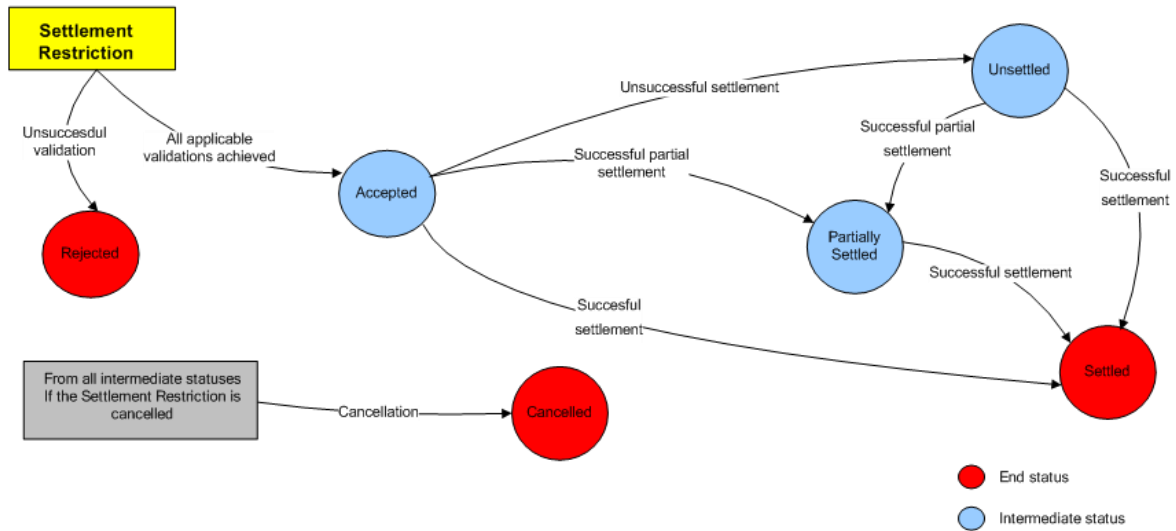 Settlement
Restriction
Unsuccesdul
validation
All applicable
validations achieved
Rejected
Accepted
Unsuccessful settlement
Unsettled
Successful partial
settlement
Successful partial
settlement
Successful
settlement
Partially
Settled
Successful settlement
Succesful
settlement
Settled
From all intermediate statuses
If the Settlement Restriction is
cancelled
Cancellation
Cancelled
End status
Intermediate status